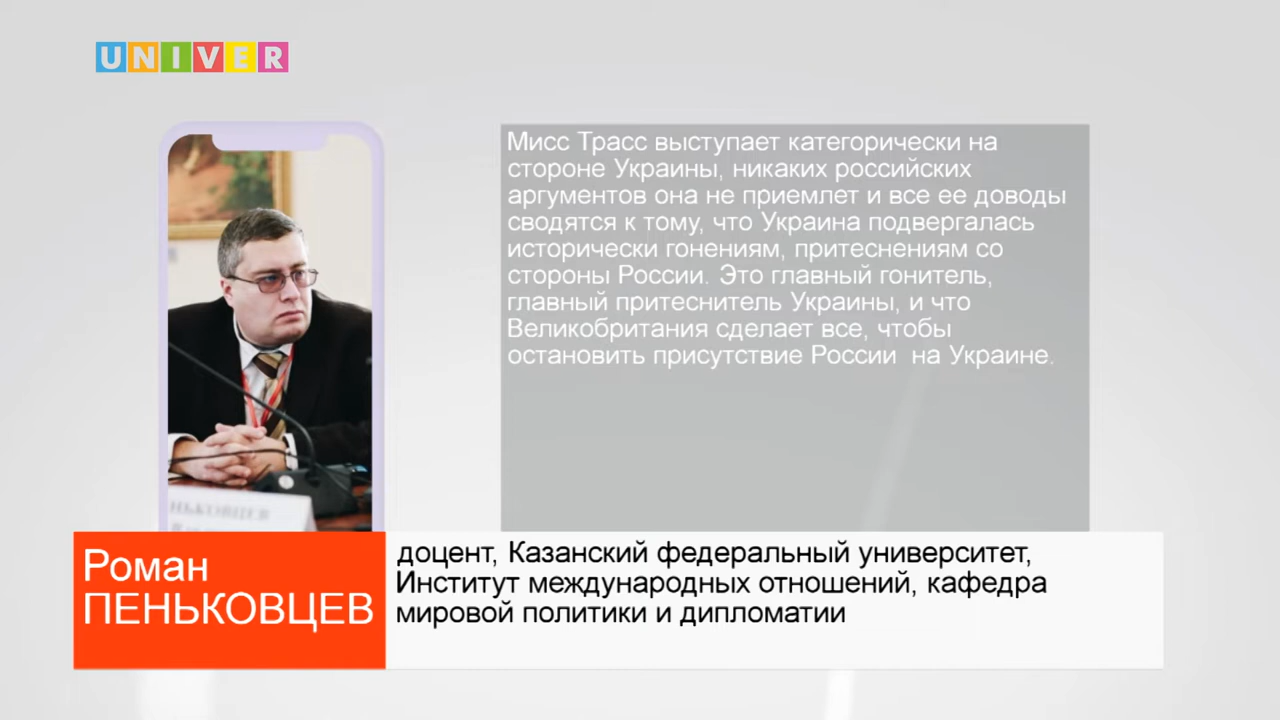 UNIVER
Мисс Трасс выступает категорически на
стороне Украины, никаких российских
аргументов она не приемлет и все ее доводы
сводятся к тому, что Украина подвергалась
исторически гонениям, притеснениям со
стороны России. Это главный гонитель,
главный притеснитель Украины, и что
Великобритания сделает все, чтобы
остановить присутствие России на Украине.
Роман
ПЕНЬКОВЦЕВ
доцент, Казанский федеральный университет,
Институт международных отношений, кафедра
мировой политики и дипломатии